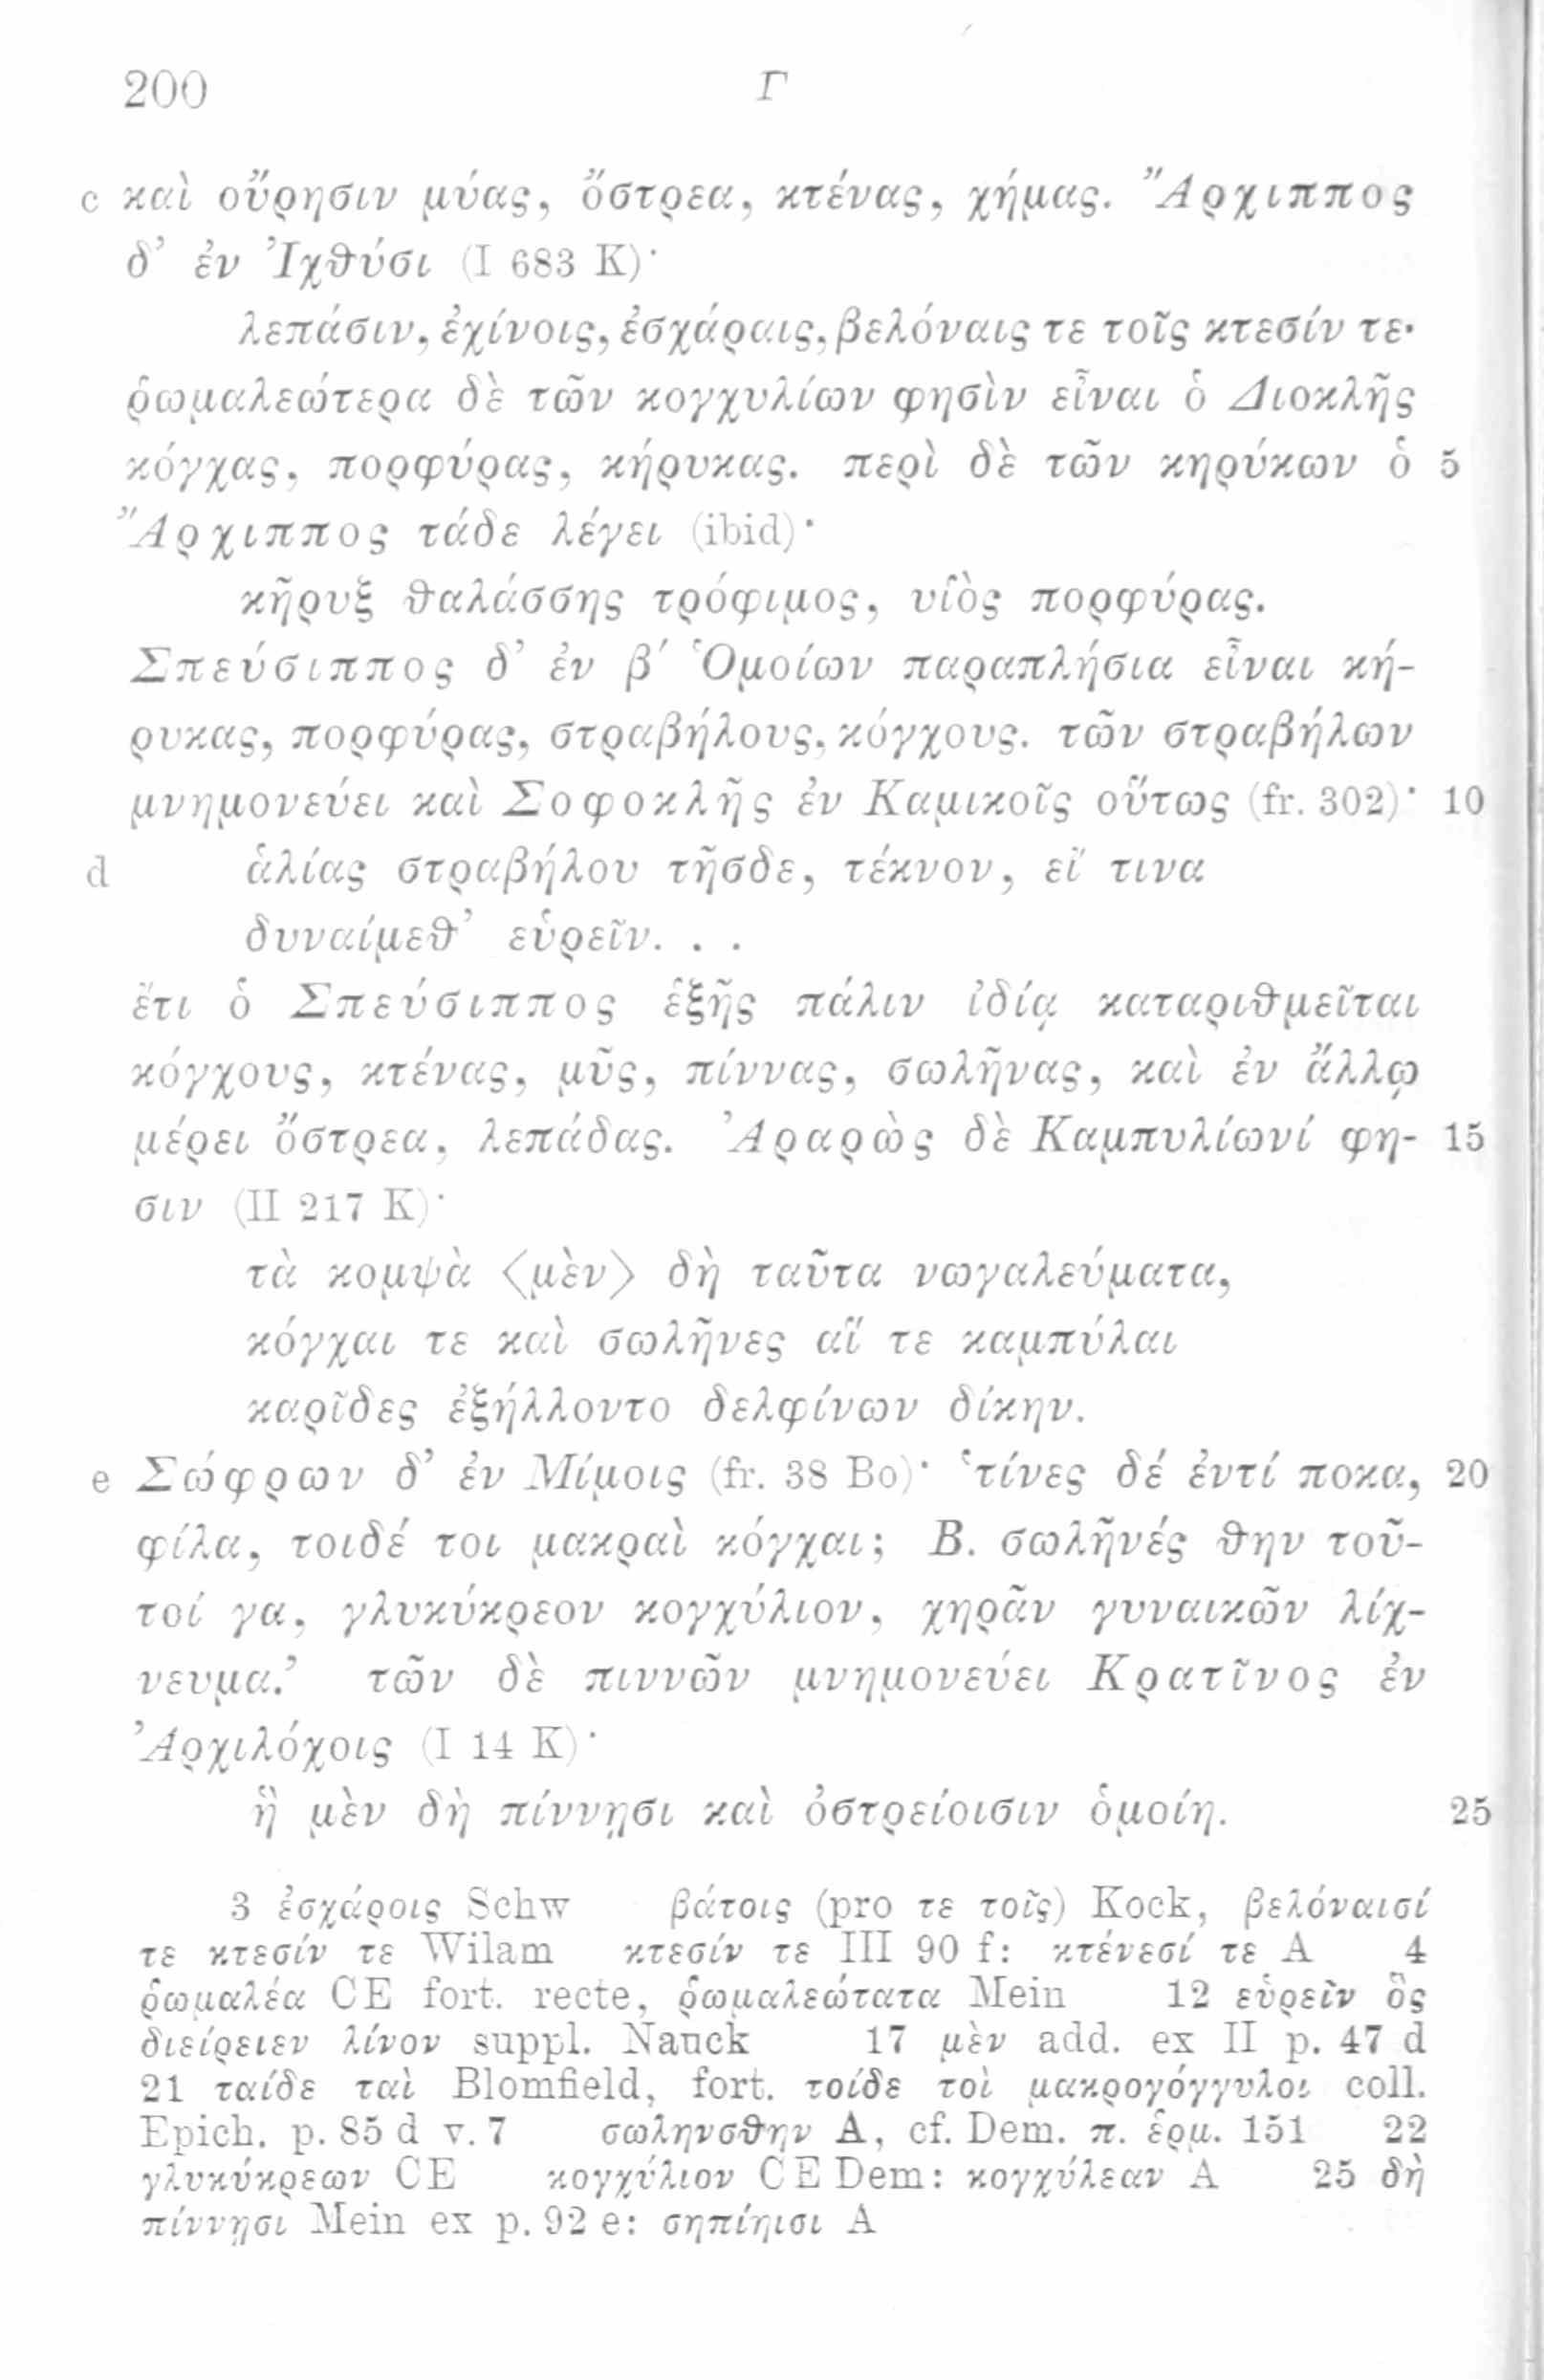 200 Γ
c καὶ οὔρησιν μύας, ὄστρεα, κτένας, χήμας. Ἄρχιππος
δ’ ἐν Ἰχθύσι (I 683 K)·
λεπάσιν, ἐχίνοις, ἐσχάραις, βελόναις τε τοῖς κτεσίν τε·
ῥωμαλεώτερα δὲ τῶν κογχυλίων φησὶν εἶναι ὁ Διοκλῆς
κόγχας, πορφύρας, κήρυκας. περὶ δὲ τῶν κηρύκων ὁ 5
Ἄρχιππος τάδε λέγει (ibid)·
κῆρυξ θαλάσσης τρόφιμος, υἱὸς πορφύρας.
Σπεύσιππος δ’ ἐν β′ Ὁμοίων παραπλήσια εἶναι κή-
ρυκας, πορφύρας, στραβήλους, κόγχους. τῶν στραβήλων
μνημονεύει καὶ Σοφοκλῆς ἐν Καμικοῖς οὕτως (fr. 302)· 10
d ἁλίας στραβήλου τῆσδε, τέκνον, εἴ τινα
δυναίμεθ’ εὑρεῖν. . .
ἔτι ὁ Σπεύσιππος ἑξῆς πάλιν ἰδίᾳ καταριθμεῖται
κόγχους, κτένας, μῦς, πίννας, σωλῆνας, καὶ ἐν ἄλλῳ
μέρει ὄστρεα, λεπάδας. Ἀραρὼς δὲ Καμπυλίωνί φη- 15
σιν (II 217 K)·
τὰ κομψὰ <μὲν> δὴ ταῦτα νωγαλεύματα,
κόγχαι τε καὶ σωλῆνες αἵ τε καμπύλαι
καρῖδες ἐξήλλοντο δελφίνων δίκην.
e Σώφρων δ’ ἐν Μίμοις (fr. 38 Bo)· ‘τίνες δέ ἐντί ποκα, 20
φίλα, τοιδέ τοι μακραὶ κόγχαι; Β. σωλῆνές θην τοῦ-
τοί γα, γλυκύκρεον κογχύλιον, χηρᾶν γυναικῶν λίχ-
νευμα.’ τῶν δὲ πιννῶν μνημονεύει Κρατῖνος ἐν
Ἀρχιλόχοις (I 14 K)·
ἣ μὲν δὴ πίννῃσι καὶ ὀστρείοισιν ὁμοίη. 25
3 ἐσχάροις Schw βάτοις (pro τε τοῖς) Kock, βελόναισί
τε κτεσίν τε Wilam κτεσίν τε III 90 f: κτένεσί τε A 4
ῥωμαλέα CE fort. recte, ῥωμαλεώτατα Mein 12 εὑρεῖν ὃς
διείρειεν λίνον suppl. Nauck 17 μὲν add. ex II p. 47 d
21 ταίδε ταὶ Blomfield, fort. τοίδε τοὶ μακρογόγγυλοι coll.
Epich. p. 85 d v. 7 σωληνσθην A, cf. Dem. π. ἑρμ. 151 22
γλυκύκρεων CE κογχύλιον CE Dem: κογχύλεαν A 25 δὴ
πίννῃσι Mein ex p. 92 e: σηπίηισι A